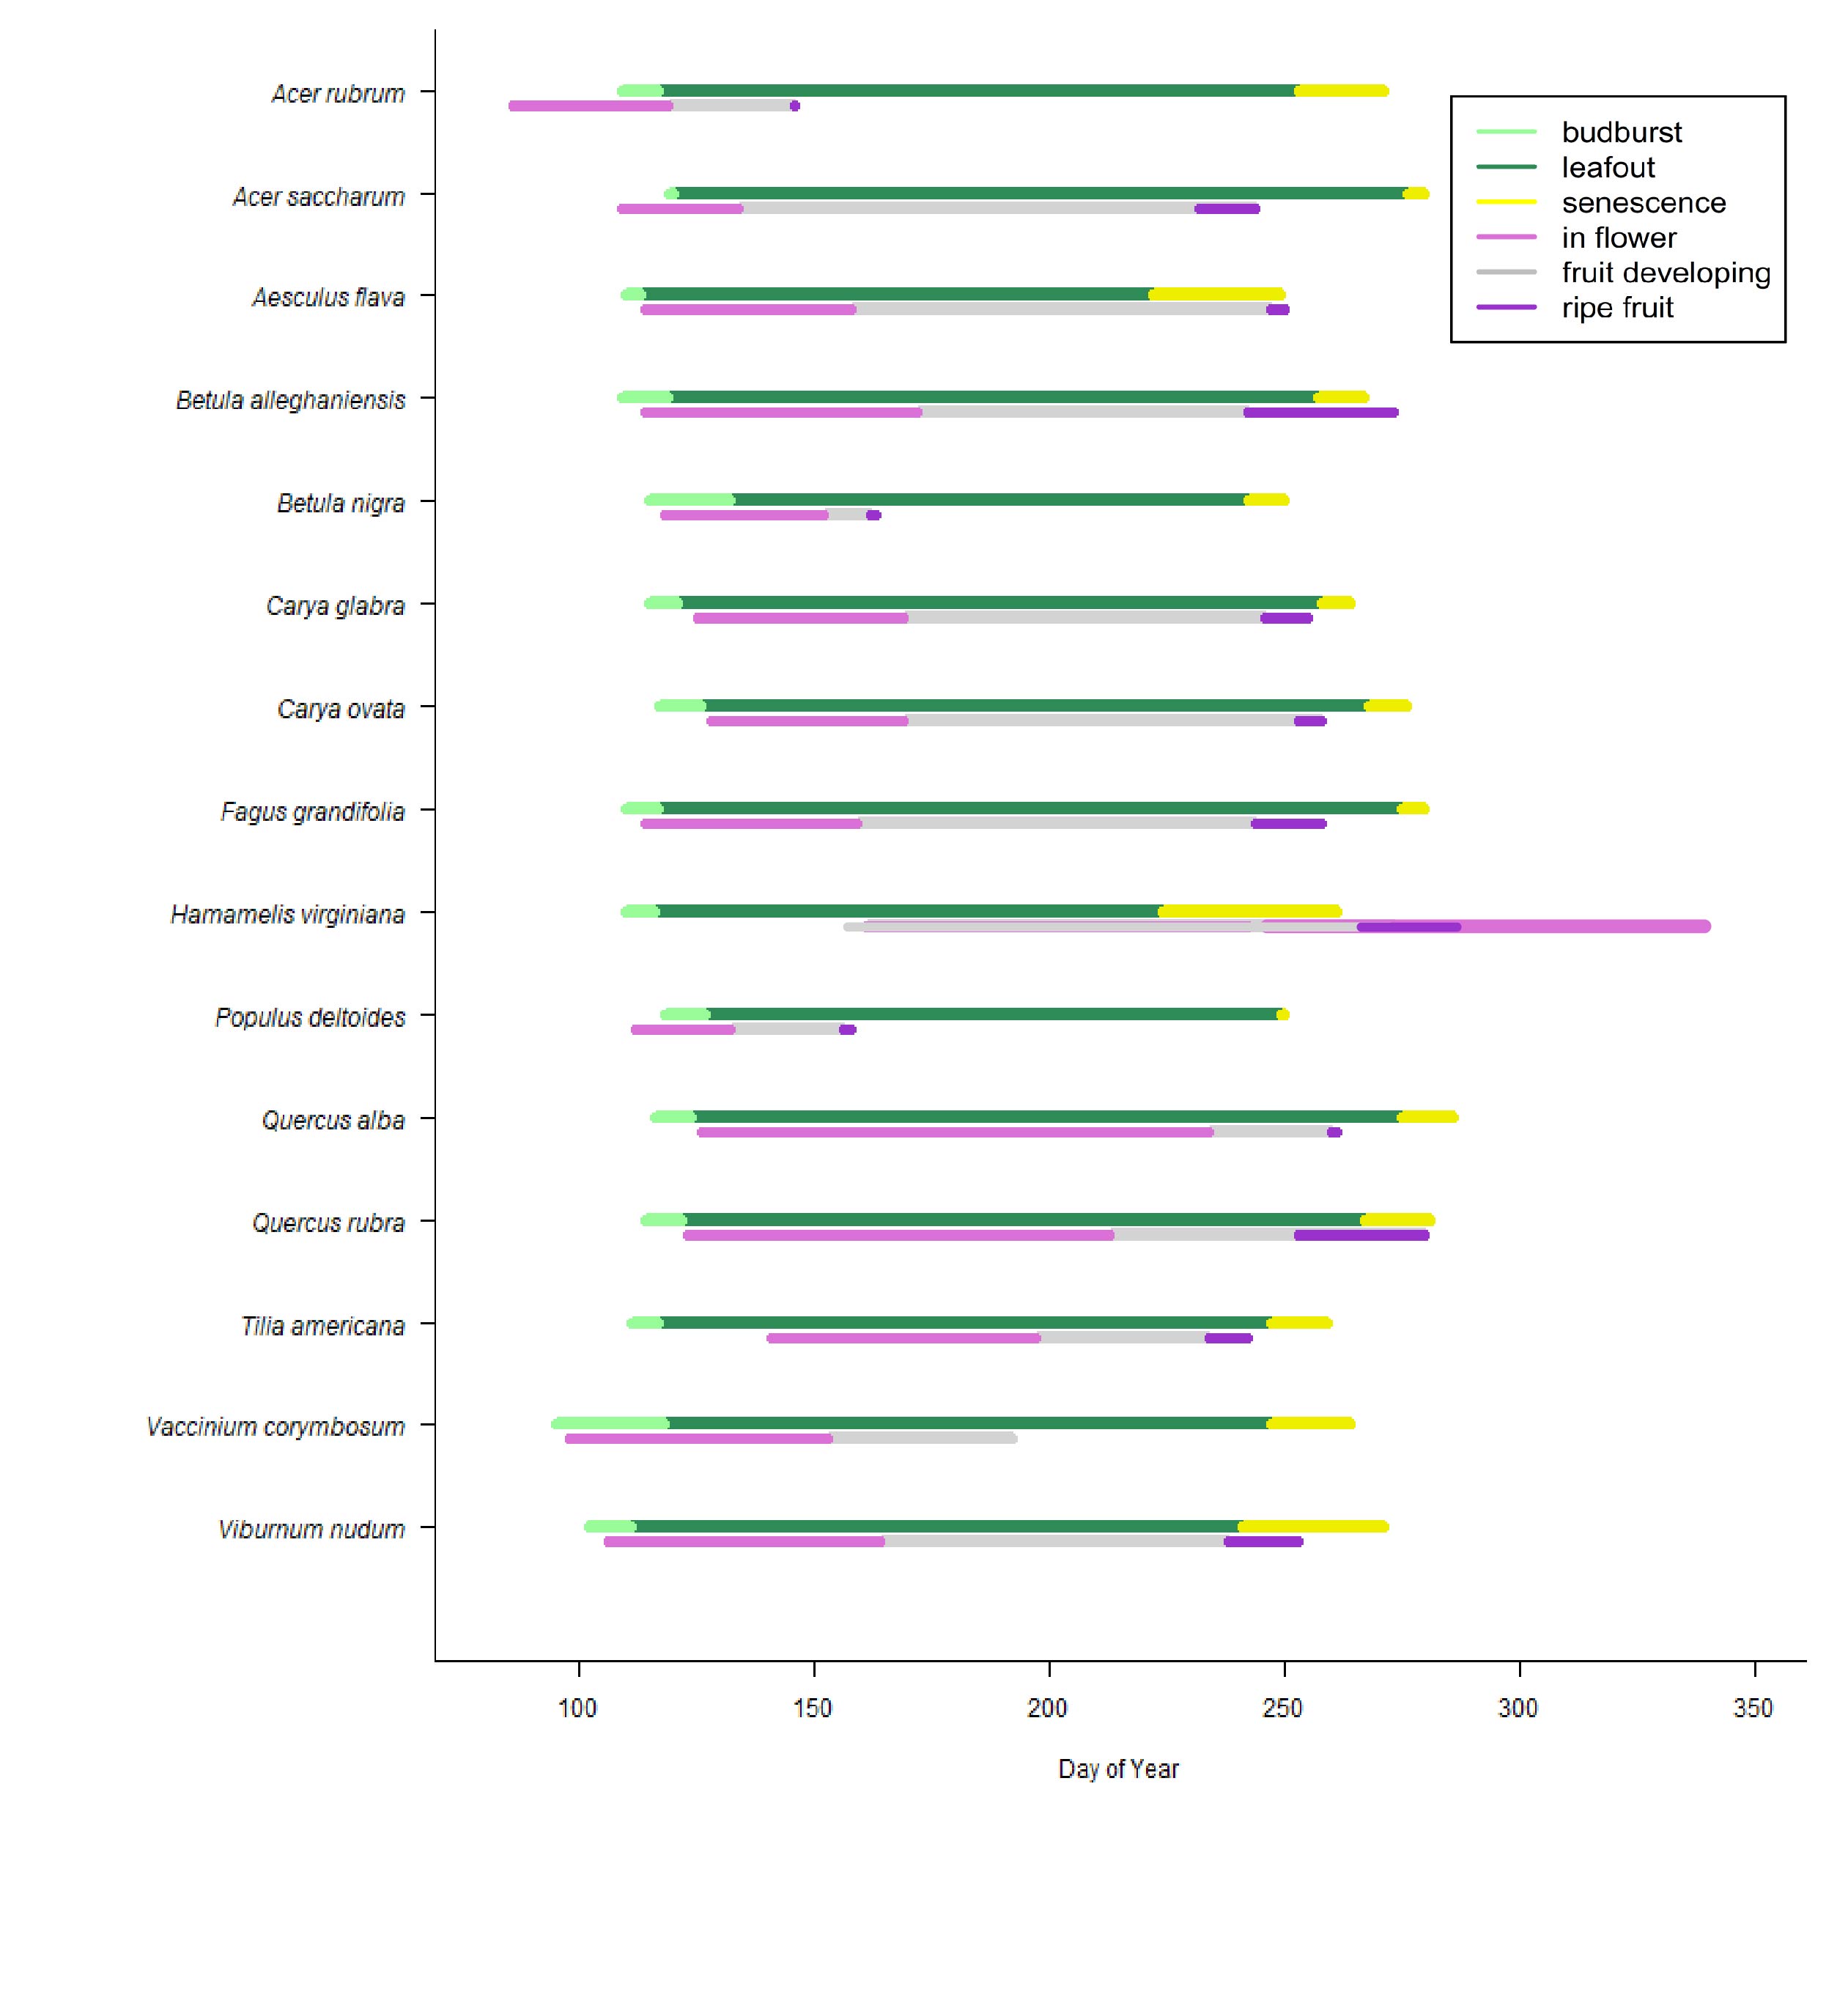 Acer rubrum
Acer saccharum
Aesculus flava
Betula alleghaniensis
Betula nigra
Carya glabra
Carya ovata
Fagus grandifolia
Hamamelis virginiana
Populus deltoides
Quercus alba
Quercus rubra
Tilia americana
Vaccinium corymbosum
Viburnum nudum
budburst
leafout
senescence
in flower
fruit developing
ripe fruit
100 150 200 250 300 350
Day of Year